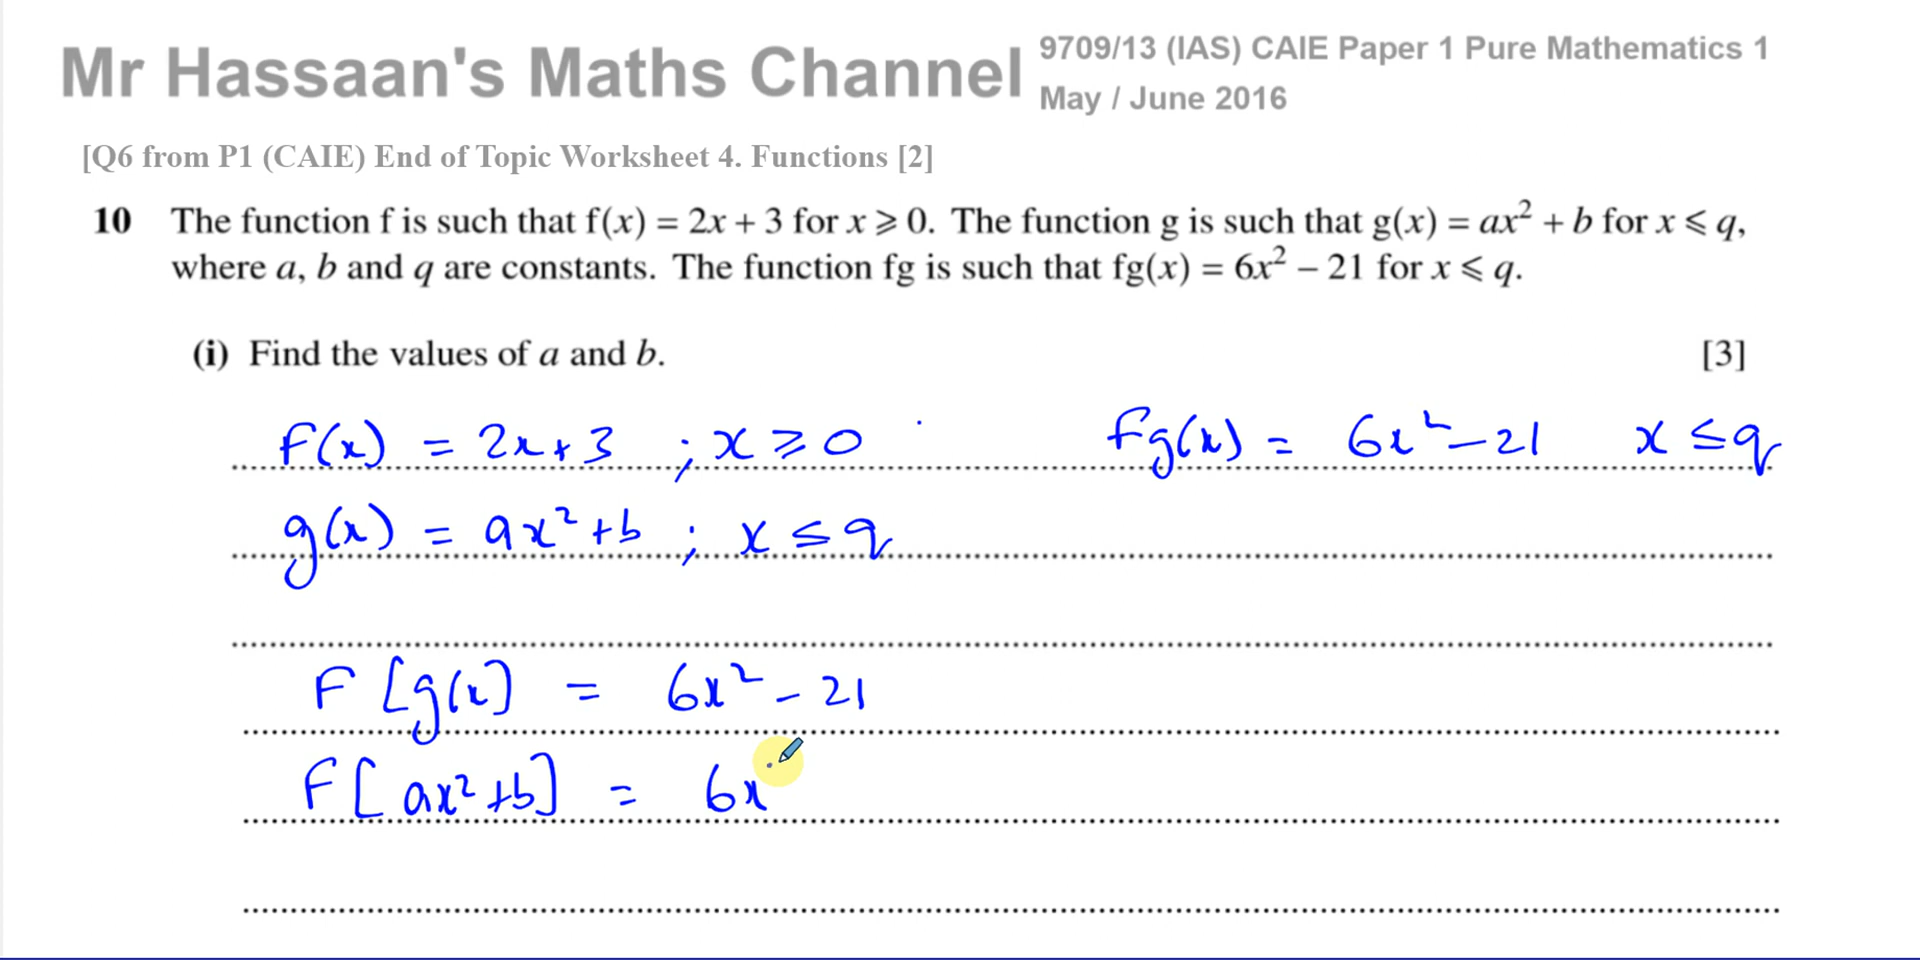 Mr Hassaan's Maths Channel
9709/13 (IAS) CAIE Paper 1 Pure Mathematics 1
May / June 2016
[Q6 from P1 (CAIE) End of Topic Worksheet 4. Functions [2]
10 The function f is such that f(x) = 2x + 3 for x ⩾ 0. The function g is such that g(x) = ax² + b for x ⩽ q,
where a, b and q are constants. The function fg is such that fg(x) = 6x² − 21 for x ⩽ q.
(i) Find the values of a and b. [3]
f(x) = 2x+3 ; x ⩾ 0 fg(x) = 6x² − 21 x ≤ q
g(x) = ax²+b ; x ≤ q
F[g(x)] = 6x² − 21
F[ax²+b] = 6x